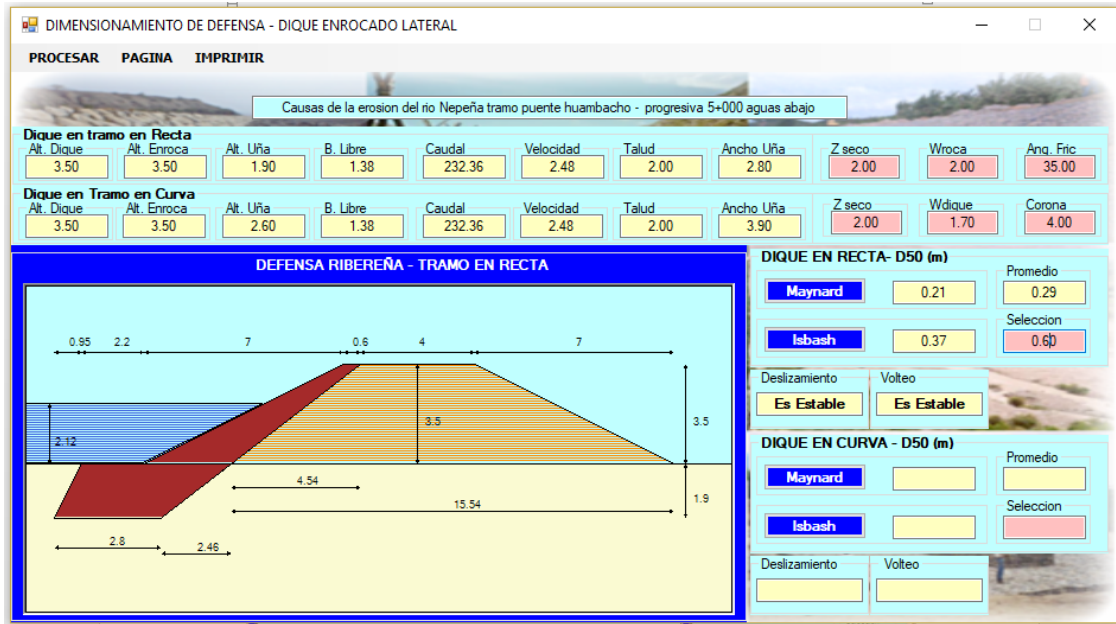 DIMENSIONAMIENTO DE DEFENSA - DIQUE ENROCADO LATERAL
PROCESAR PAGINA IMPRIMIR
Causas de la erosion del rio Nepeña tramo puente huambacho - progresiva 5+000 aguas abajo
Dique en tramo en Recta
Alt. Dique Alt. Enroca Alt. Uña B. Libre Caudal Velocidad Talud Ancho Uña Z seco Wroca Ang. Fric
3.50 3.50 1.90 1.38 232.36 2.48 2.00 2.80 2.00 2.00 35.00
Dique en Tramo en Curva
Alt. Dique Alt. Enroca Alt. Uña B. Libre Caudal Velocidad Talud Ancho Uña Z seco Wdique Corona
3.50 3.50 2.60 1.38 232.36 2.48 2.00 3.90 2.00 1.70 4.00
DEFENSA RIBEREÑA - TRAMO EN RECTA
0.95 2.2 7 0.6 4 7
2.12 3.5 3.5
4.54
15.54
1.9
2.8 2.46
DIQUE EN RECTA- D50 (m)
Promedio
Maynard 0.21 0.29
Seleccion
Isbash 0.37 0.60
Deslizamiento Volteo
Es Estable Es Estable
DIQUE EN CURVA - D50 (m)
Promedio
Maynard
Seleccion
Isbash
Deslizamiento Volteo